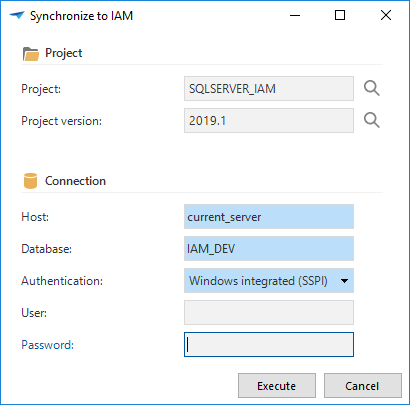 Synchronize to IAM
Project
Project: SQLSERVER_IAM
Project version: 2019.1
Connection
Host: current_server
Database: IAM_DEV
Authentication: Windows integrated (SSPI)
User:
Password:
Execute Cancel